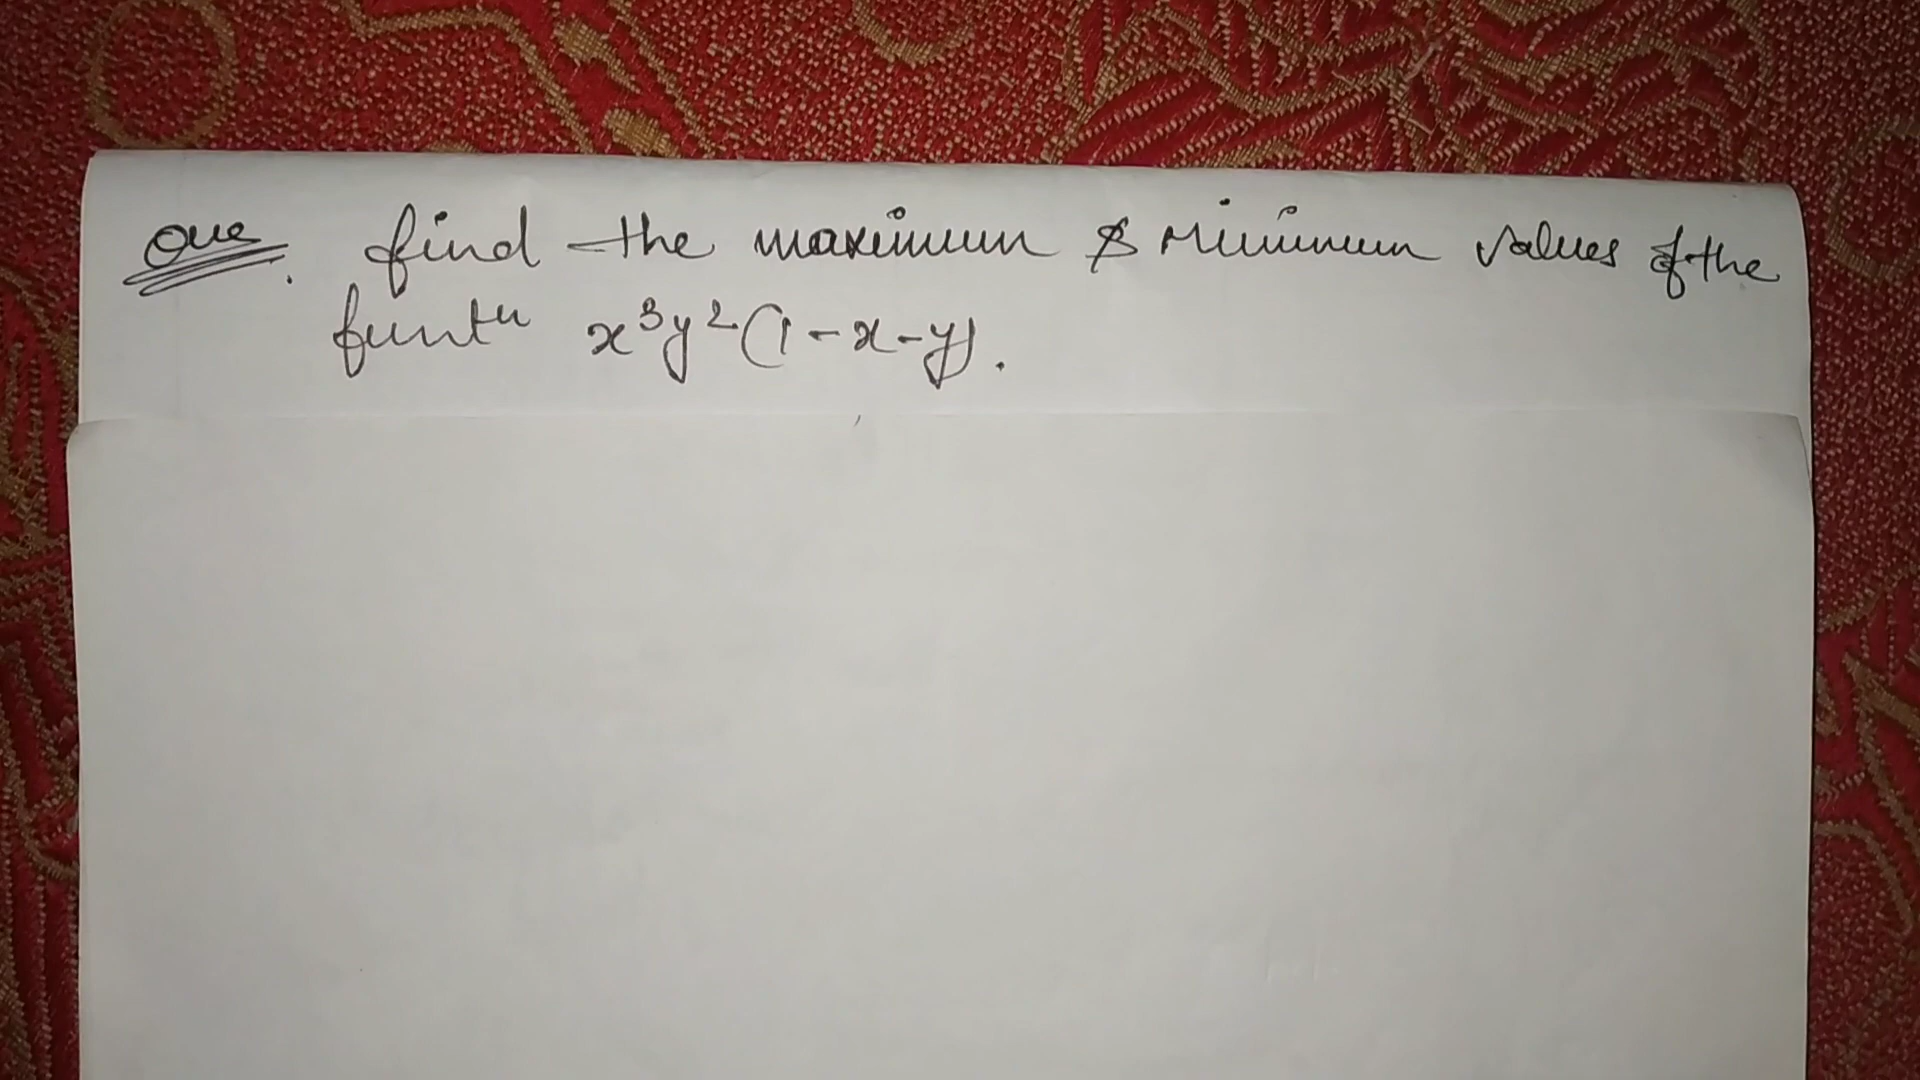 Que. find the maximum & Minimum values of the
funtn x³y²(1-x-y).